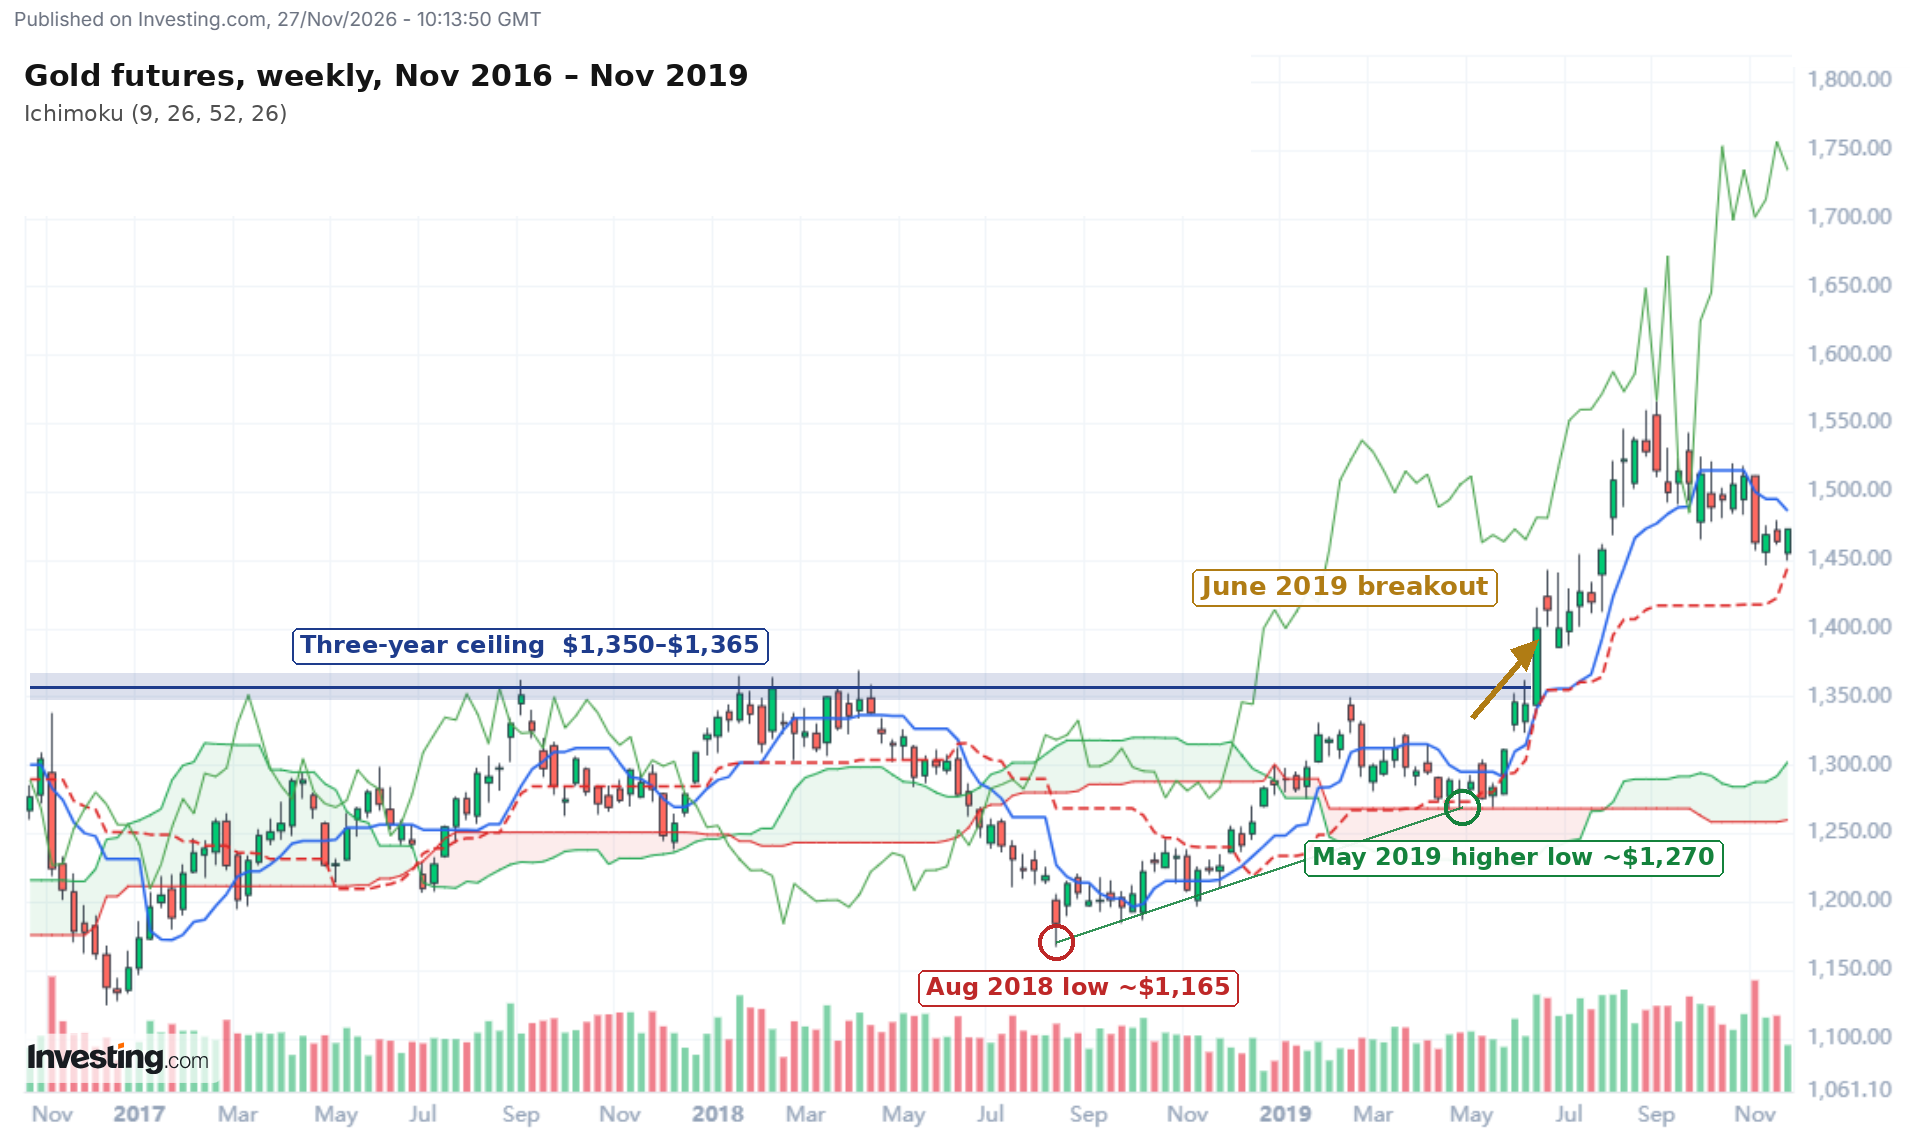 Published on Investing.com, 27/Nov/2026 - 10:13:50 GMT
Gold futures, weekly, Nov 2016 – Nov 2019
Ichimoku (9, 26, 52, 26)
1,800.00
1,750.00
1,700.00
1,650.00
1,600.00
1,550.00
1,500.00
1,450.00
June 2019 breakout
1,400.00
Three-year ceiling $1,350–$1,365
1,350.00
1,300.00
1,250.00
May 2019 higher low ~$1,270
1,200.00
1,150.00
Aug 2018 low ~$1,165
1,100.00
Investing.com
1,061.10
Nov 2017 Mar May Jul Sep Nov 2018 Mar May Jul Sep Nov 2019 Mar May Jul Sep Nov